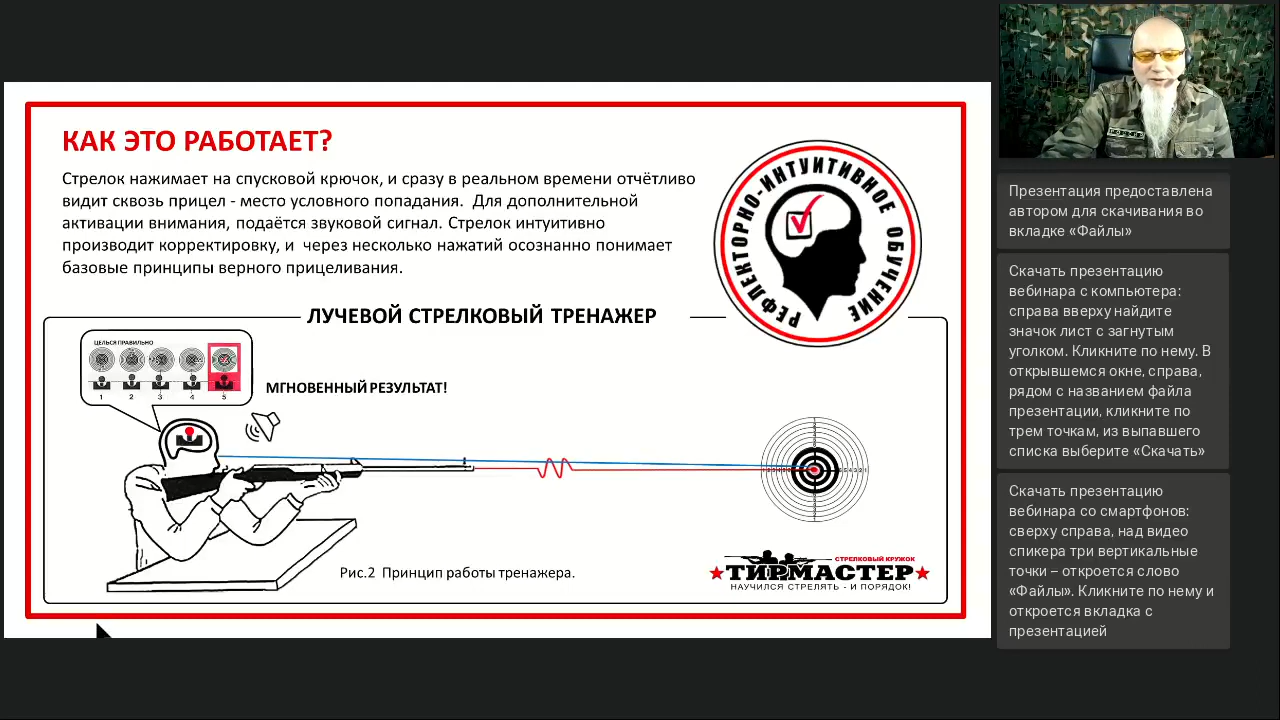 КАК ЭТО РАБОТАЕТ?
Стрелок нажимает на спусковой крючок, и сразу в реальном времени отчётливо
видит сквозь прицел - место условного попадания. Для дополнительной
активации внимания, подаётся звуковой сигнал. Стрелок интуитивно
производит корректировку, и через несколько нажатий осознанно понимает
базовые принципы верного прицеливания.
РЕФЛЕКТОРНО-ИНТУИТИВНОЕ ОБУЧЕНИЕ
ЛУЧЕВОЙ СТРЕЛКОВЫЙ ТРЕНАЖЕР
ЦЕЛЬСЯ ПРАВИЛЬНО
1 2 3 4 5
МГНОВЕННЫЙ РЕЗУЛЬТАТ!
Рис.2 Принцип работы тренажера.
СТРЕЛКОВЫЙ КРУЖОК
ТИРМАСТЕР
НАУЧИЛСЯ СТРЕЛЯТЬ - И ПОРЯДОК!
Презентация предоставлена
автором для скачивания во
вкладке «Файлы»
Скачать презентацию
вебинара с компьютера:
справа вверху найдите
значок лист с загнутым
уголком. Кликните по нему. В
открывшемся окне, справа,
рядом с названием файла
презентации, кликните по
трем точкам, из выпавшего
списка выберите «Скачать»
Скачать презентацию
вебинара со смартфонов:
сверху справа, над видео
спикера три вертикальные
точки – откроется слово
«Файлы». Кликните по нему и
откроется вкладка с
презентацией